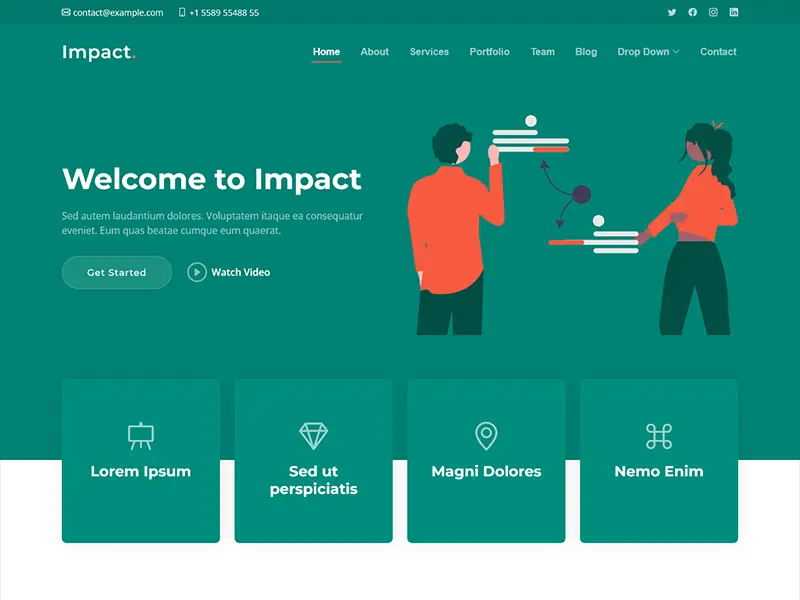 contact@example.com +1 5589 55488 55
Impact.
Home About Services Portfolio Team Blog Drop Down Contact
Welcome to Impact
Sed autem laudantium dolores. Voluptatem itaque ea consequatur
eveniet. Eum quas beatae cumque eum quaerat.
Get Started Watch Video
Lorem Ipsum
Sed ut
perspiciatis
Magni Dolores
Nemo Enim